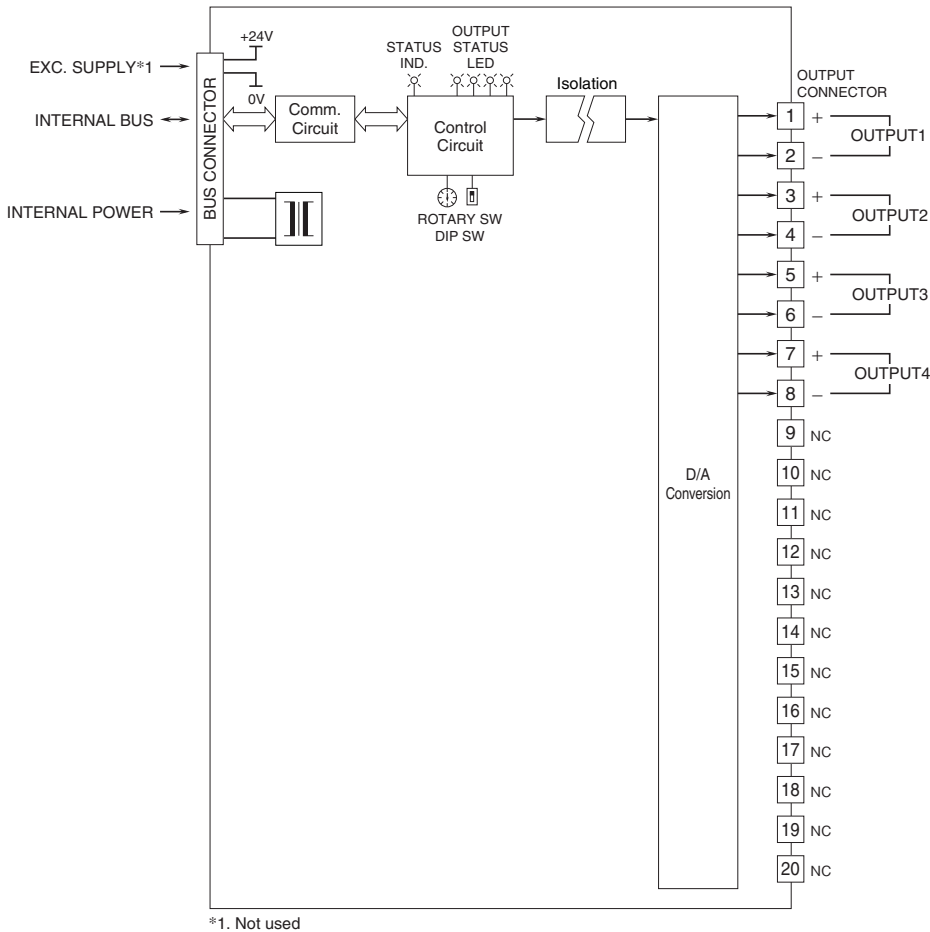 +24V
EXC. SUPPLY*1
0V
INTERNAL BUS
INTERNAL POWER
BUS CONNECTOR
Comm.
Circuit
STATUS
IND.
OUTPUT
STATUS
LED
Control
Circuit
ROTARY SW
DIP SW
Isolation
D/A
Conversion
OUTPUT
CONNECTOR
1 +
OUTPUT1
2 −
3 +
OUTPUT2
4 −
5 +
OUTPUT3
6 −
7 +
OUTPUT4
8 −
9 NC
10 NC
11 NC
12 NC
13 NC
14 NC
15 NC
16 NC
17 NC
18 NC
19 NC
20 NC
*1. Not used